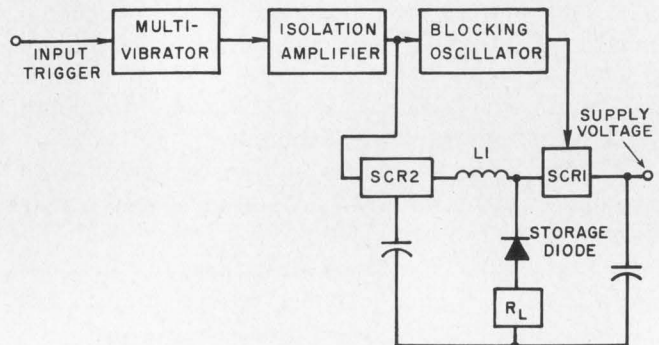 MULTI-
VIBRATOR
ISOLATION
AMPLIFIER
BLOCKING
OSCILLATOR
INPUT
TRIGGER
SUPPLY
VOLTAGE
SCR2
L1
SCR1
STORAGE
DIODE
RL